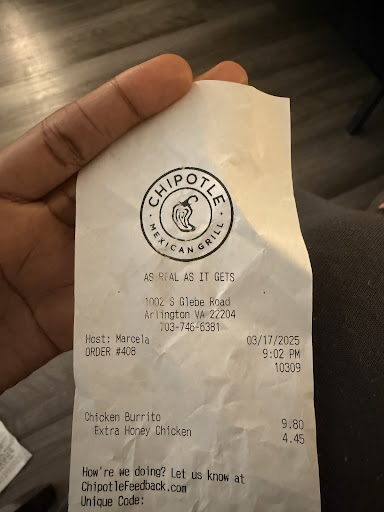 CHIPOTLE
MEXICAN GRILL
AS REAL AS IT GETS
1002 S Glebe Road
Arlington VA 22204
703-746-6381
Host: Marcela 03/17/2025
ORDER #408 9:02 PM
10309
Chicken Burrito 9.80
Extra Honey Chicken 4.45
How're we doing? Let us know at
ChipotleFeedback.com
Unique Code: